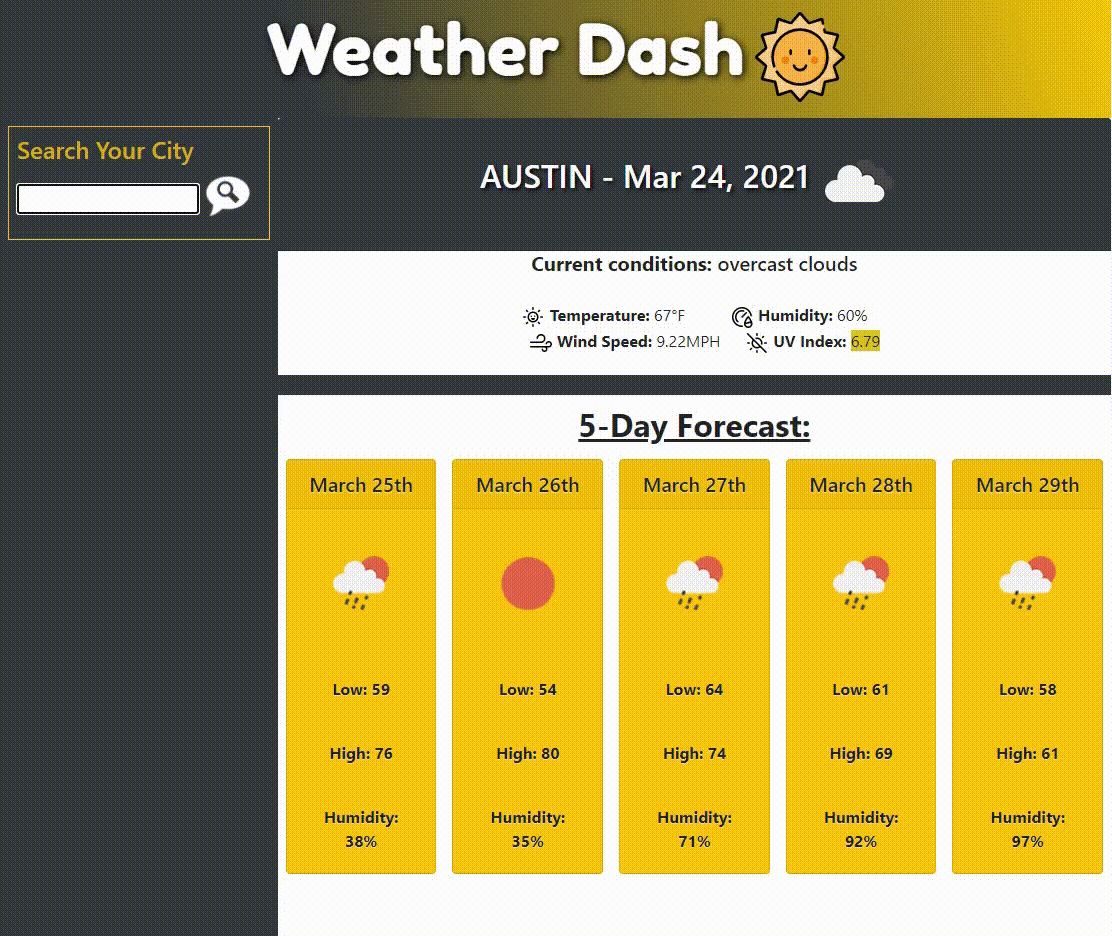 Weather Dash
Search Your City
AUSTIN - Mar 24, 2021
Current conditions: overcast clouds
Temperature: 67°F Humidity: 60%
Wind Speed: 9.22MPH UV Index: 6.79
5-Day Forecast:
March 25th March 26th March 27th March 28th March 29th
Low: 59 Low: 54 Low: 64 Low: 61 Low: 58
High: 76 High: 80 High: 74 High: 69 High: 61
Humidity: Humidity: Humidity: Humidity: Humidity:
38% 35% 71% 92% 97%